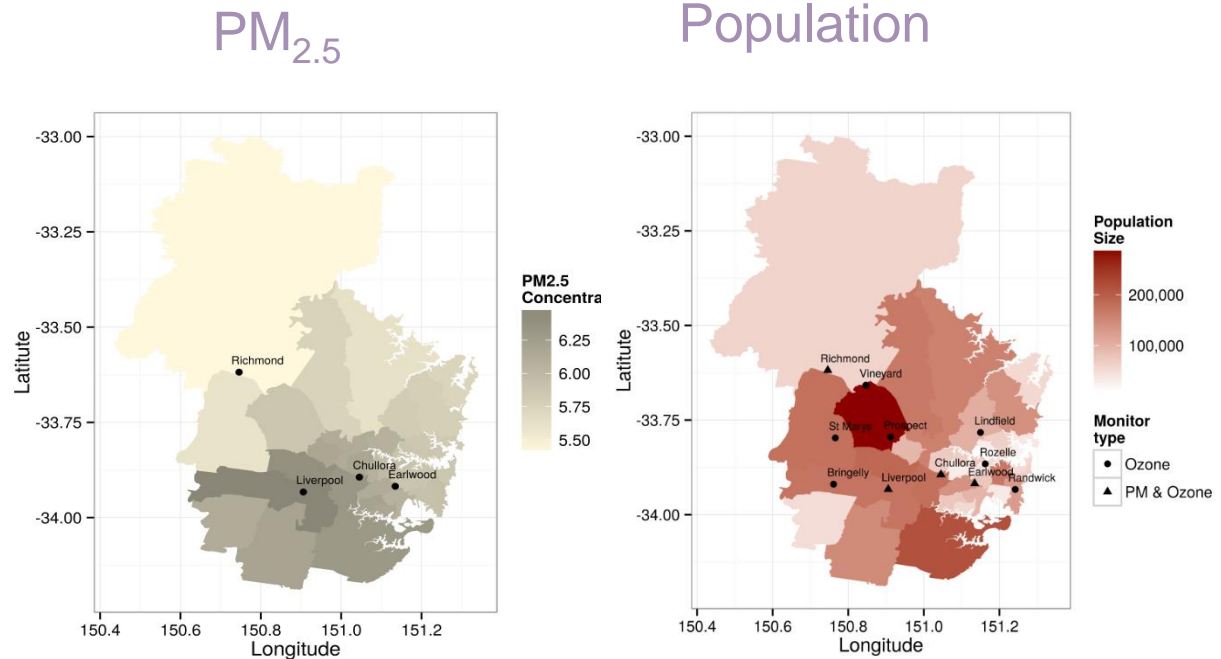 PM2.5
Population
-33.00
-33.25
-33.50
-33.75
-34.00
Latitute
150.4 150.6 150.8 151.0 151.2
Longitude
Richmond
Chullora
Earlwood
Liverpool
PM2.5
Concentra
6.25
6.00
5.75
5.50
-33.00
-33.25
-33.50
-33.75
-34.00
Latitute
150.4 150.6 150.8 151.0 151.2
Longitude
Richmond
Vineyard
St Marys
Prospect
Lindfield
Rozelle
Chullora
Earlwood
Bringelly
Liverpool
Randwick
Population
Size
200,000
100,000
Monitor
type
Ozone
PM & Ozone